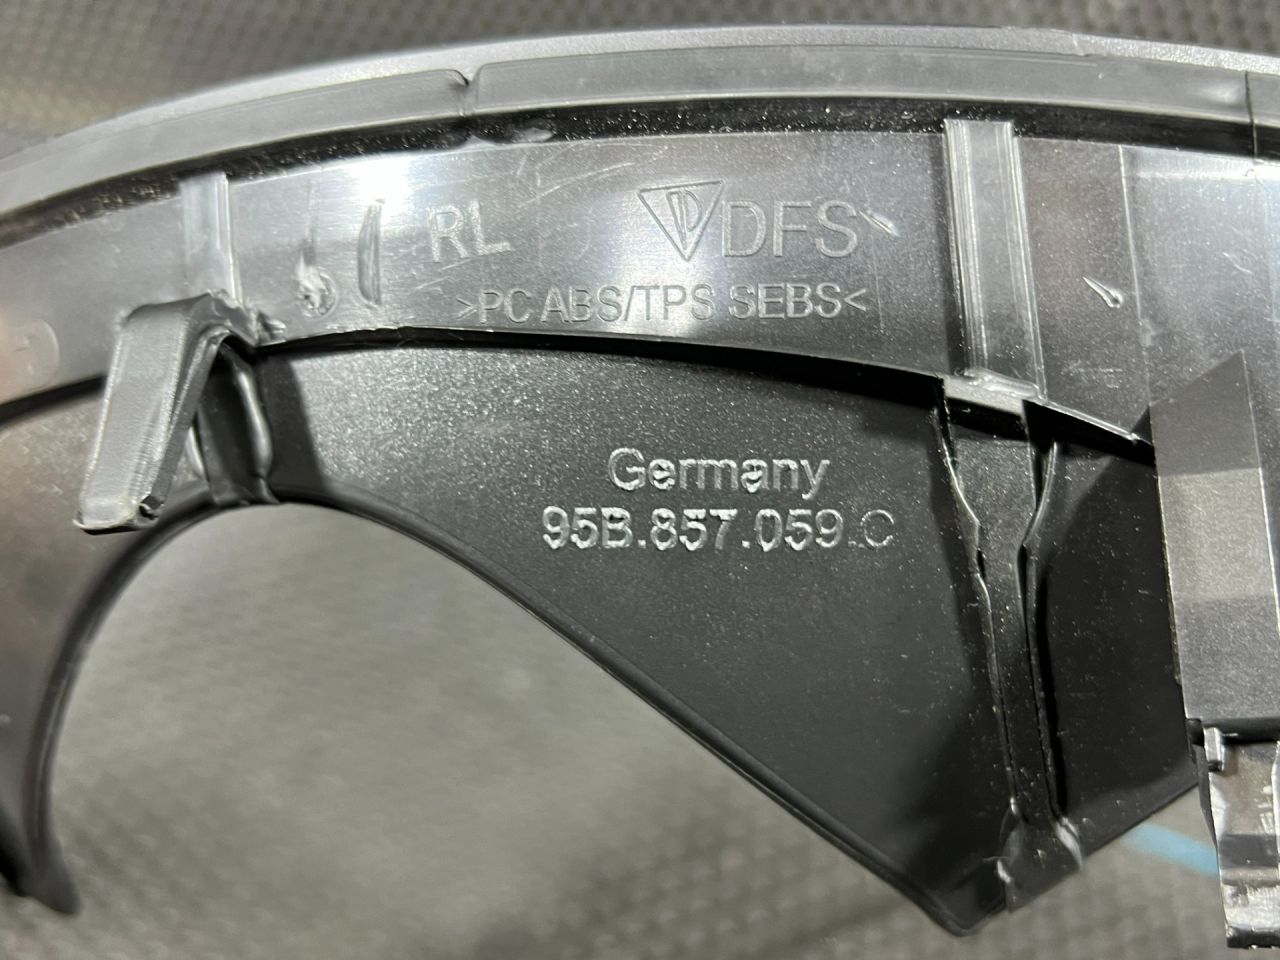 RL DFS
>PC ABS/TPS SEBS<
Germany
95B.857.059.C